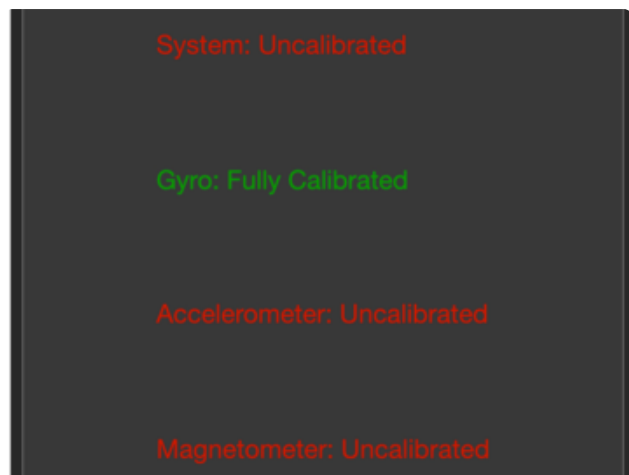 System: Uncalibrated
Gyro: Fully Calibrated
Accelerometer: Uncalibrated
Magnetometer: Uncalibrated